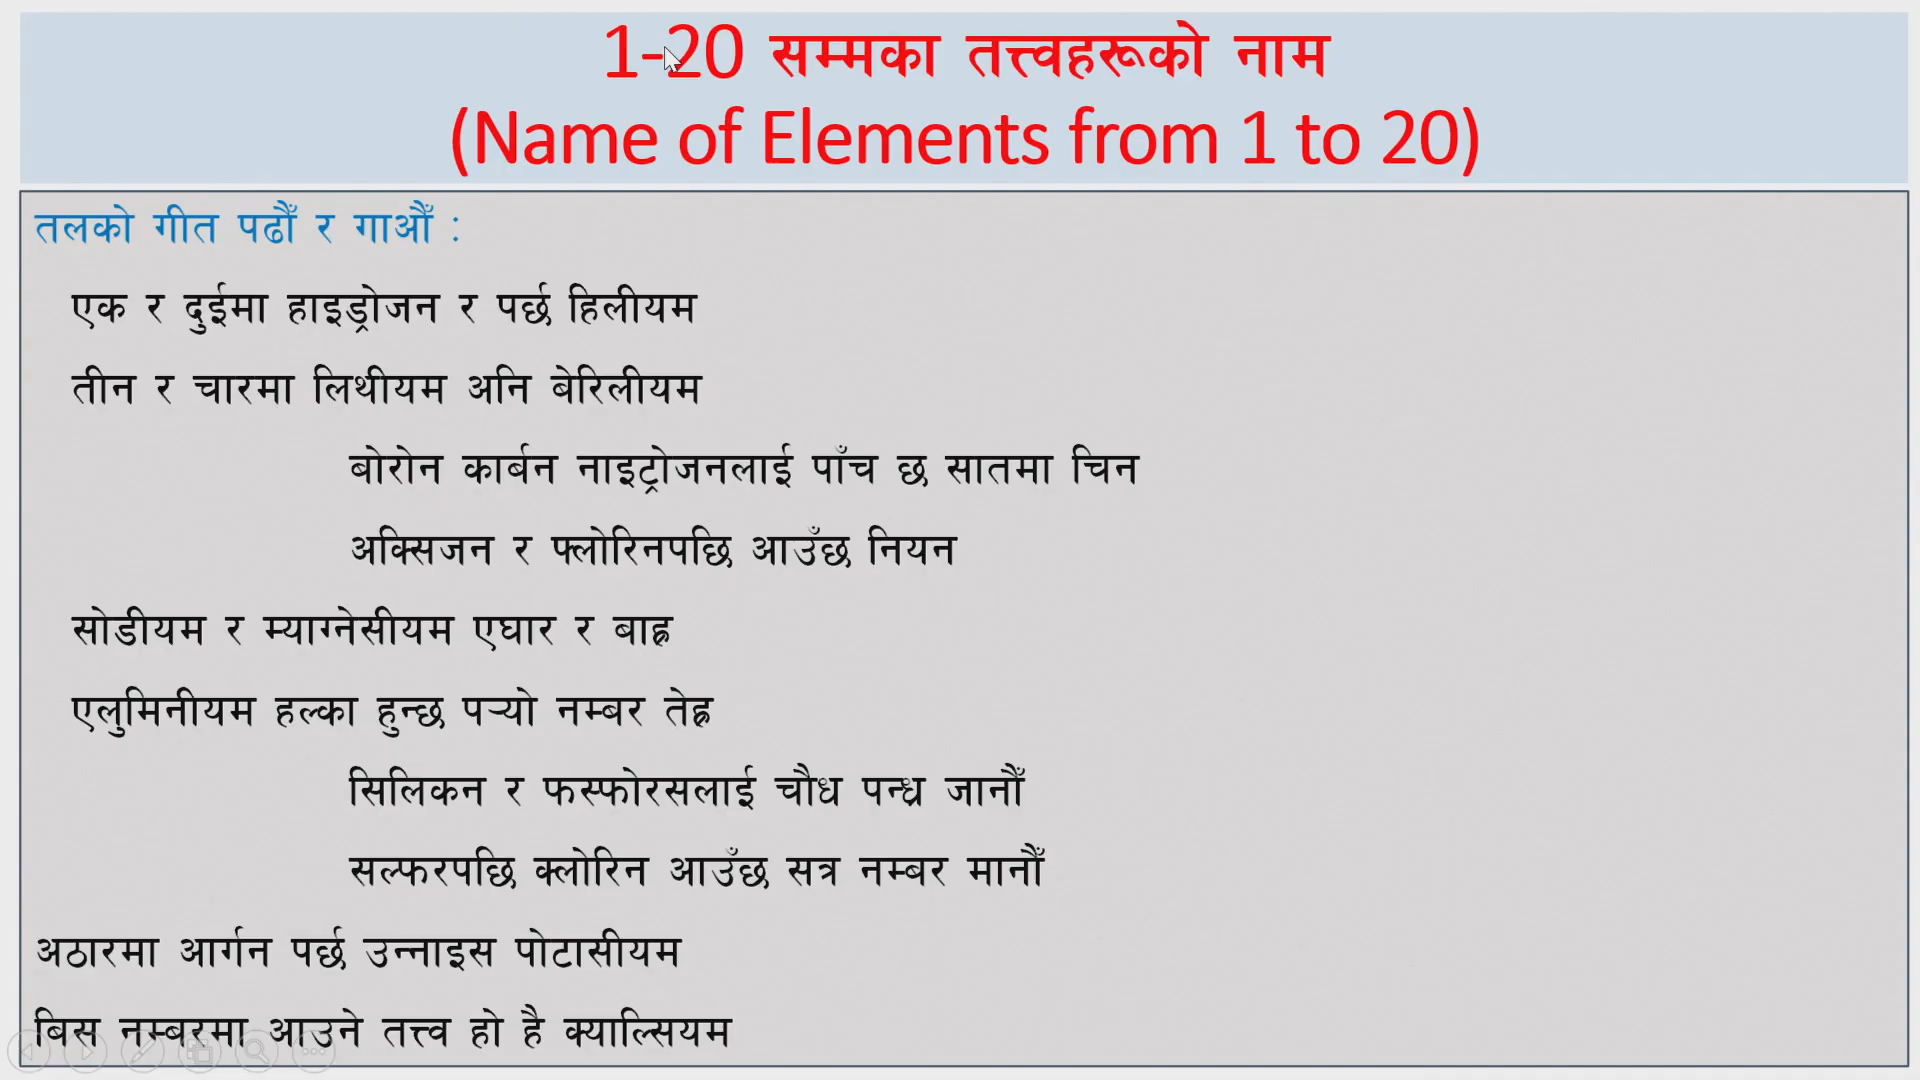 1-20 सम्मका तत्त्वहरूको नाम
(Name of Elements from 1 to 20)
तलको गीत पढौँ र गाऔँ :
एक र दुईमा हाइड्रोजन र पर्छ हिलीयम
तीन र चारमा लिथीयम अनि बेरिलीयम
बोरोन कार्बन नाइट्रोजनलाई पाँच छ सातमा चिन
अक्सिजन र फ्लोरिनपछि आउँछ नियन
सोडीयम र म्याग्नेसीयम एघार र बाह्र
एलुमिनीयम हल्का हुन्छ पऱ्यो नम्बर तेह्र
सिलिकन र फस्फोरसलाई चौध पन्ध्र जानौँ
सल्फरपछि क्लोरिन आउँछ सत्र नम्बर मानौँ
अठारमा आर्गन पर्छ उन्नाइस पोटासीयम
बिस नम्बरमा आउने तत्त्व हो है क्याल्सियम